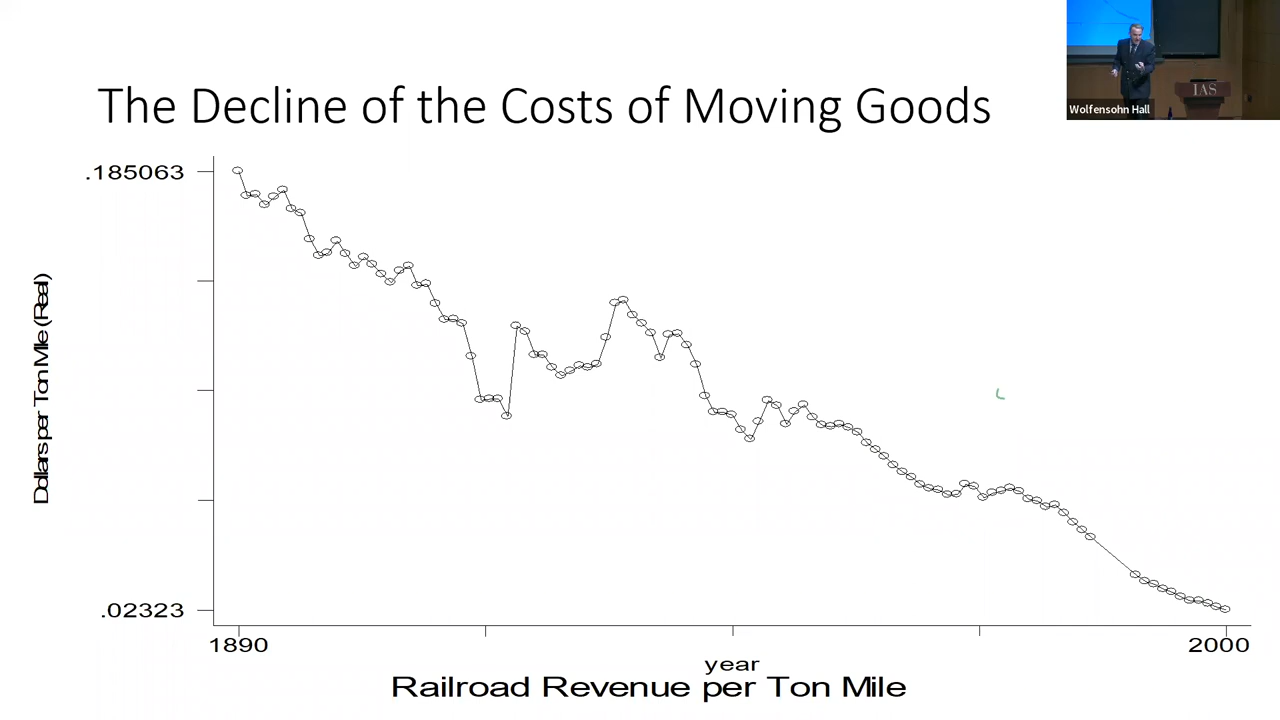 The Decline of the Costs of Moving Goods
IAS
Wolfensohn Hall
.185063
Dollars per Ton Mile (Real)
.02323
1890
2000
year
Railroad Revenue per Ton Mile